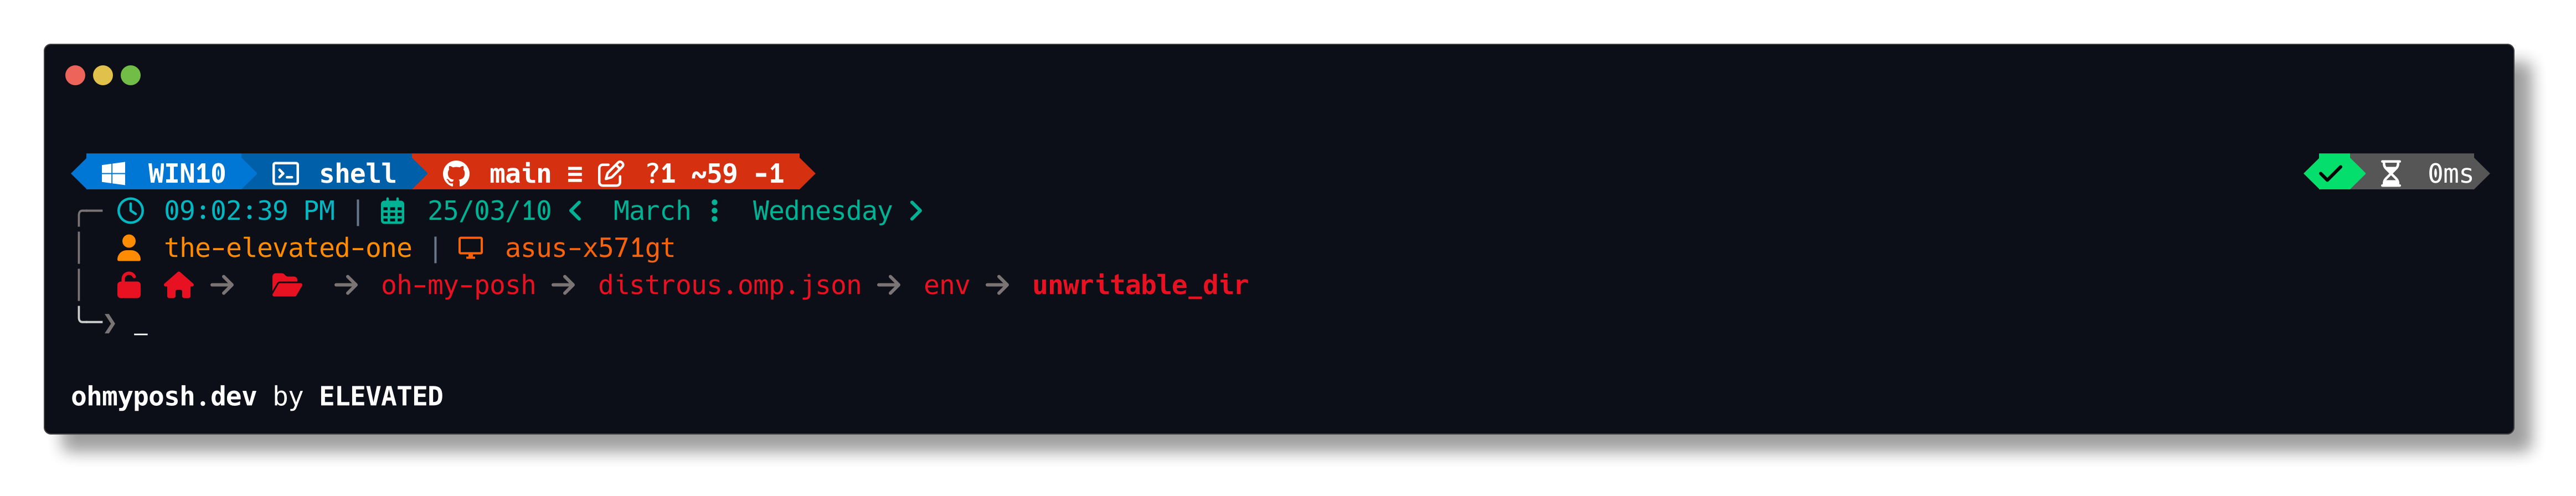 WIN10 shell main ≡ ?1 ~59 -1 0ms
09:02:39 PM | 25/03/10 < March ⋮ Wednesday >
the-elevated-one | asus-x571gt
→ → oh-my-posh → distrous.omp.json → env → unwritable_dir
❯ _
ohmyposh.dev by ELEVATED